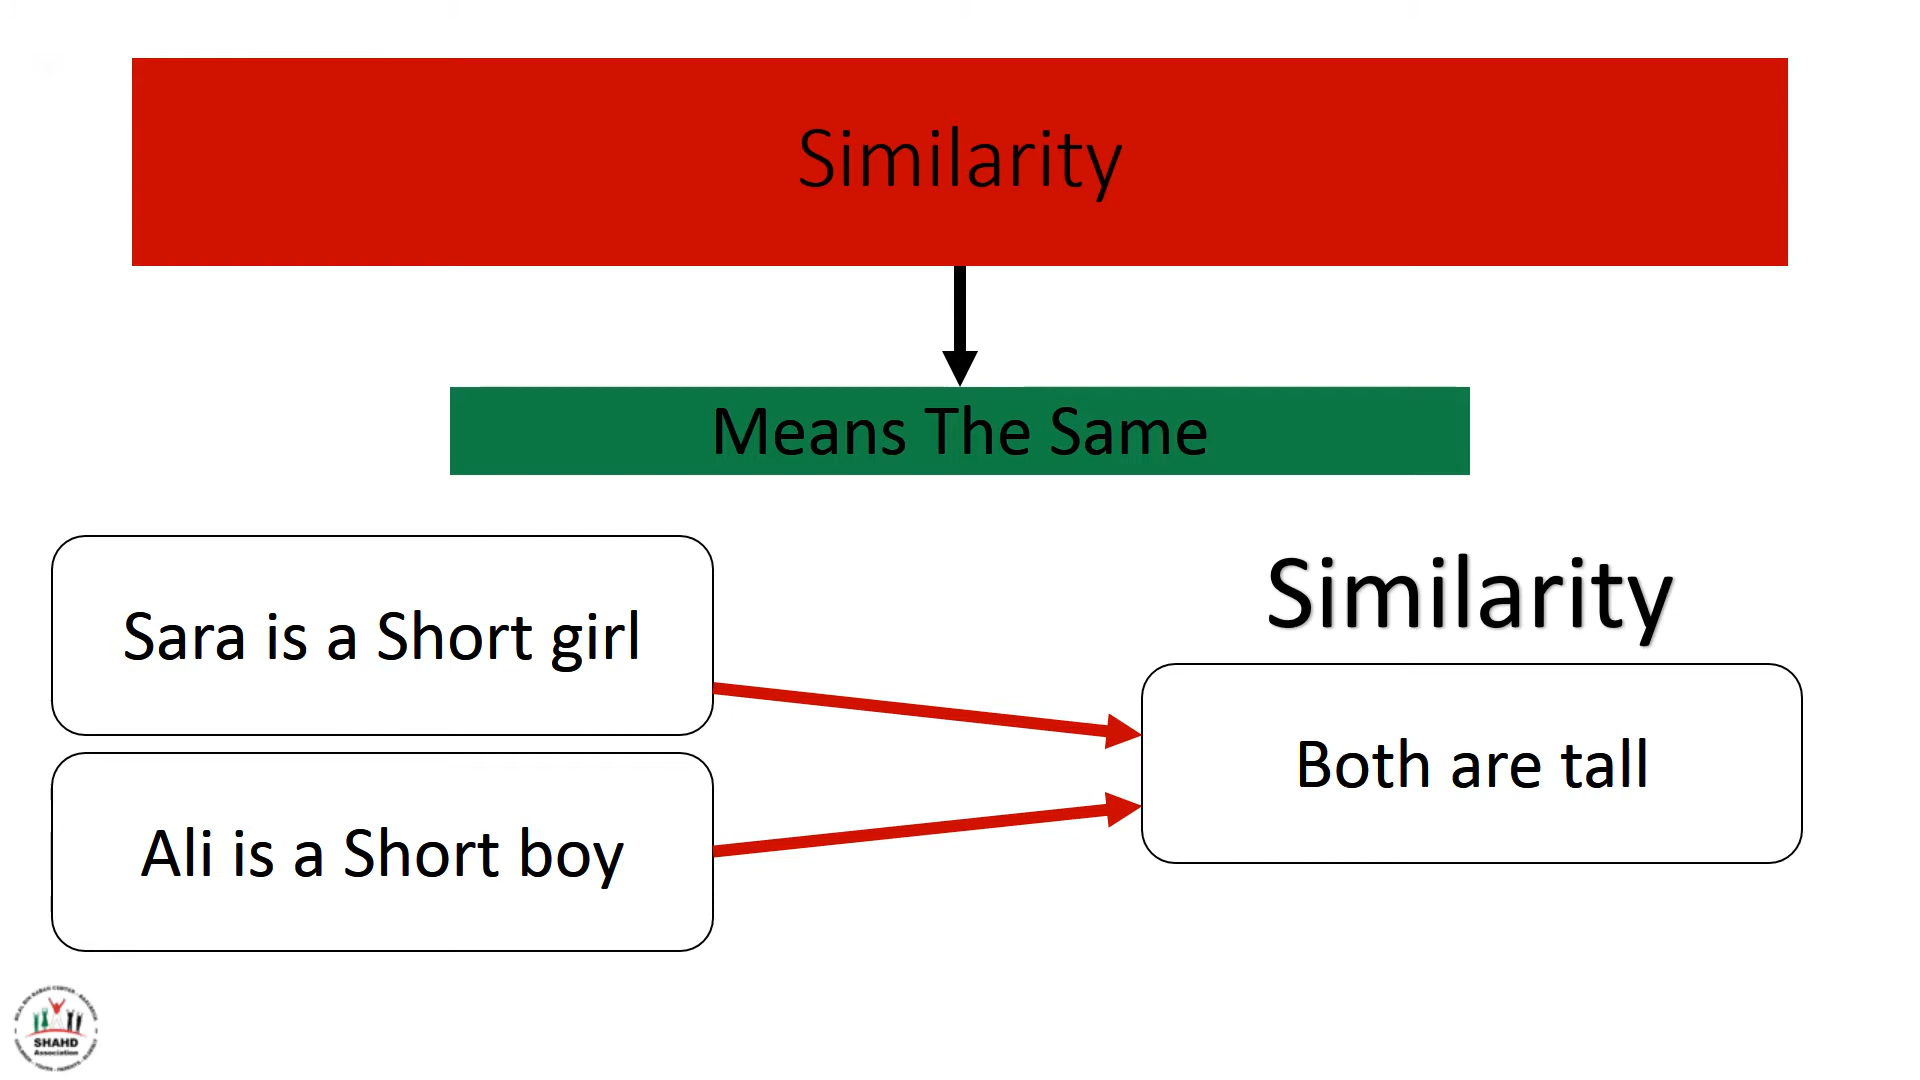 Similarity
Means The Same
Sara is a Short girl
Ali is a Short boy
Similarity
Both are tall
SHAHD
Association